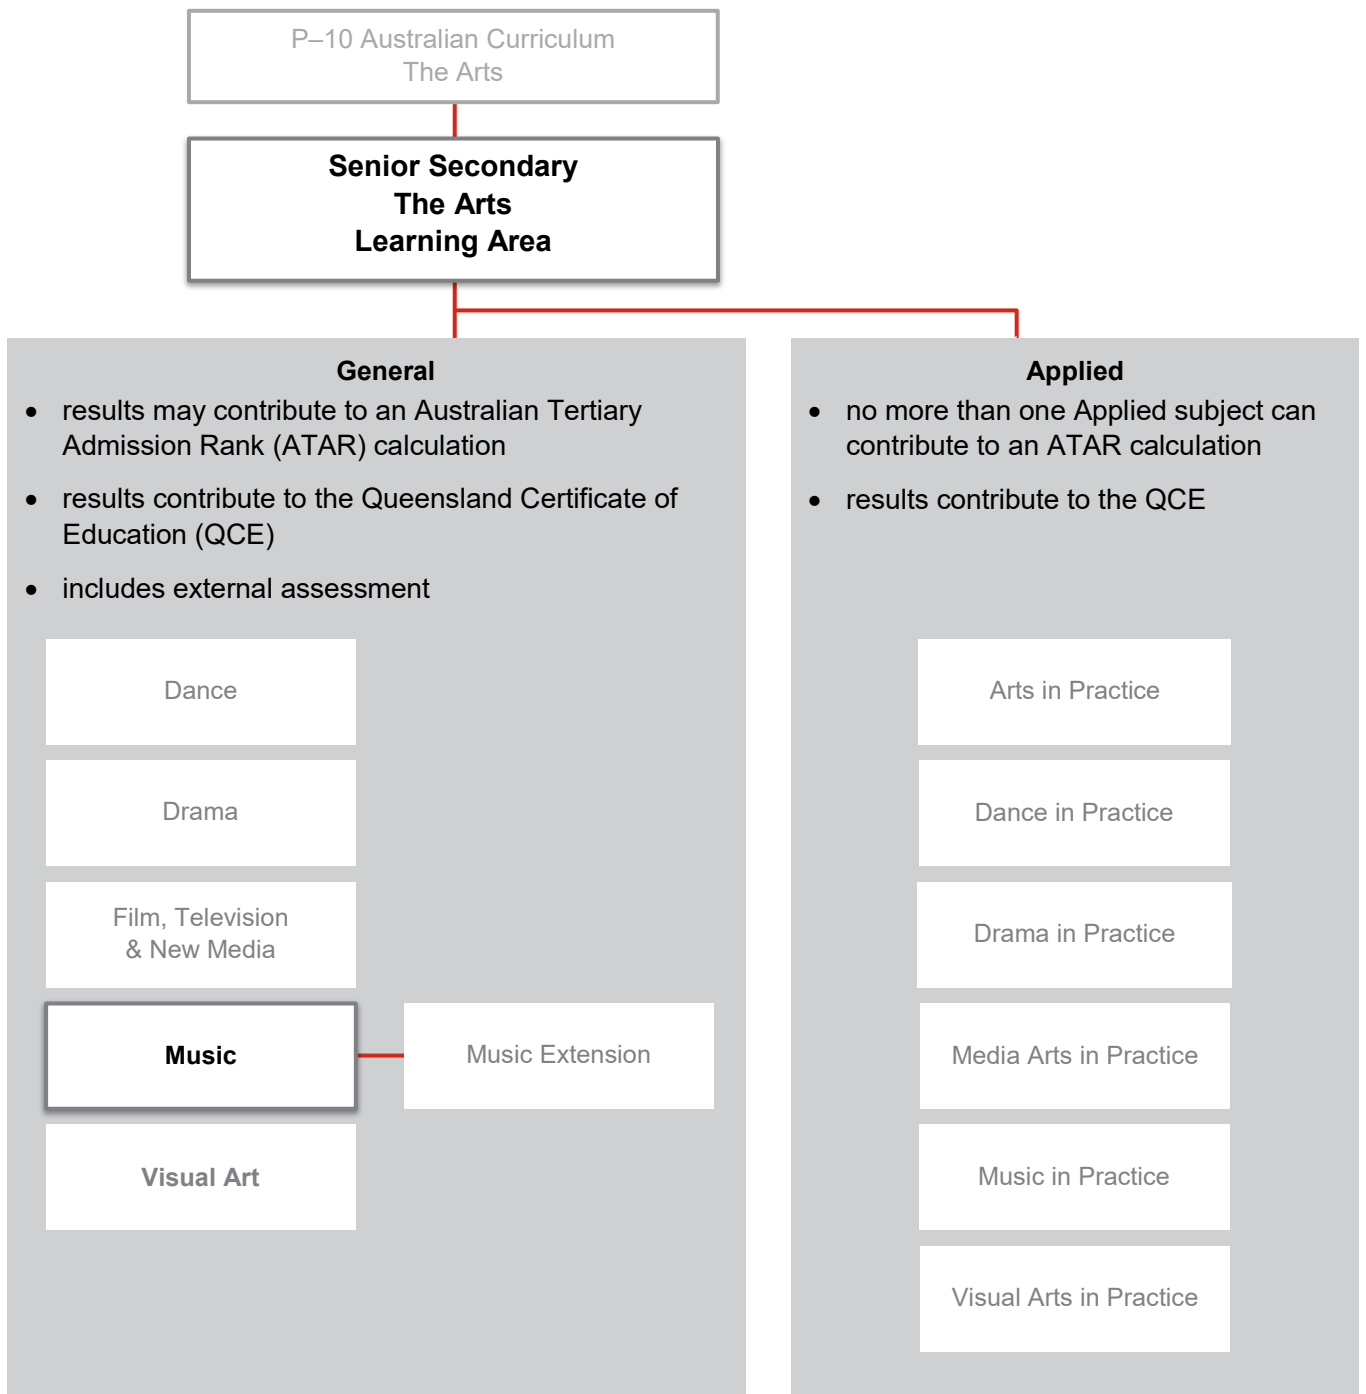 P–10 Australian Curriculum
The Arts
Senior Secondary
The Arts
Learning Area
General
• results may contribute to an Australian Tertiary
Admission Rank (ATAR) calculation
• results contribute to the Queensland Certificate of
Education (QCE)
• includes external assessment
Dance
Drama
Film, Television
& New Media
Music
Music Extension
Visual Art
Applied
• no more than one Applied subject can
contribute to an ATAR calculation
• results contribute to the QCE
Arts in Practice
Dance in Practice
Drama in Practice
Media Arts in Practice
Music in Practice
Visual Arts in Practice